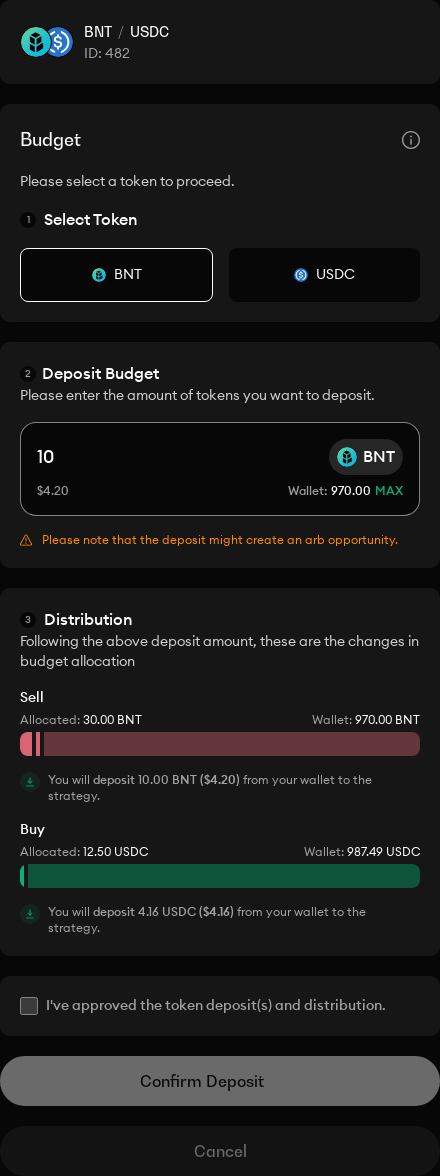 BNT / USDC
ID: 482
Budget
Please select a token to proceed.
1 Select Token
BNT
USDC
2 Deposit Budget
Please enter the amount of tokens you want to deposit.
10
BNT
$4.20
Wallet: 970.00 MAX
Please note that the deposit might create an arb opportunity.
3 Distribution
Following the above deposit amount, these are the changes in
budget allocation
Sell
Allocated: 30.00 BNT
Wallet: 970.00 BNT
You will deposit 10.00 BNT ($4.20) from your wallet to the
strategy.
Buy
Allocated: 12.50 USDC
Wallet: 987.49 USDC
You will deposit 4.16 USDC ($4.16) from your wallet to the
strategy.
I've approved the token deposit(s) and distribution.
Confirm Deposit
Cancel